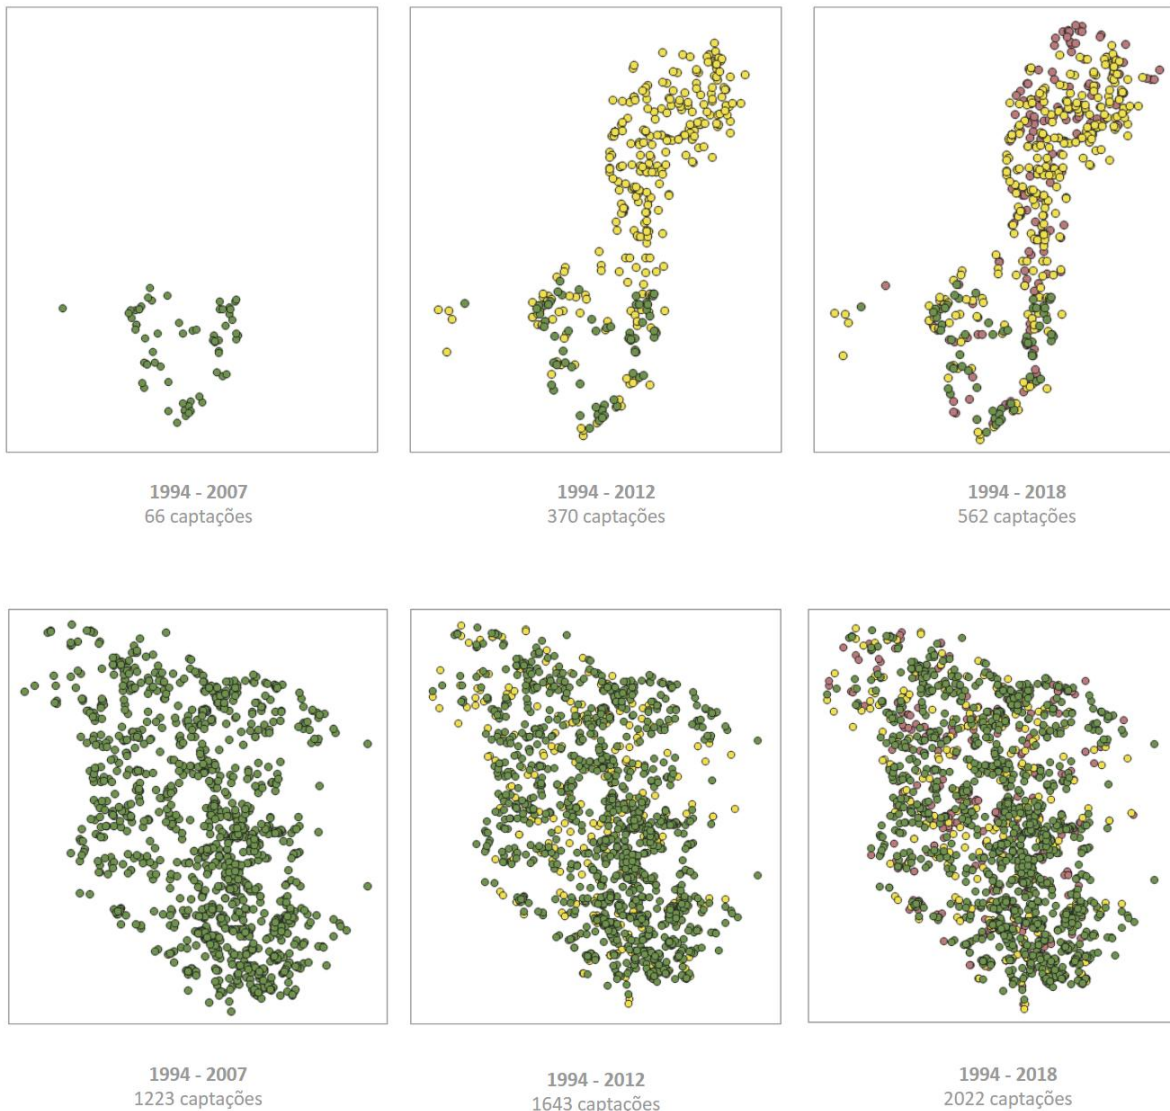 1994 - 2007
66 captações
1994 - 2012
370 captações
1994 - 2018
562 captações
1994 - 2007
1223 captações
1994 - 2012
1643 captações
1994 - 2018
2022 captações